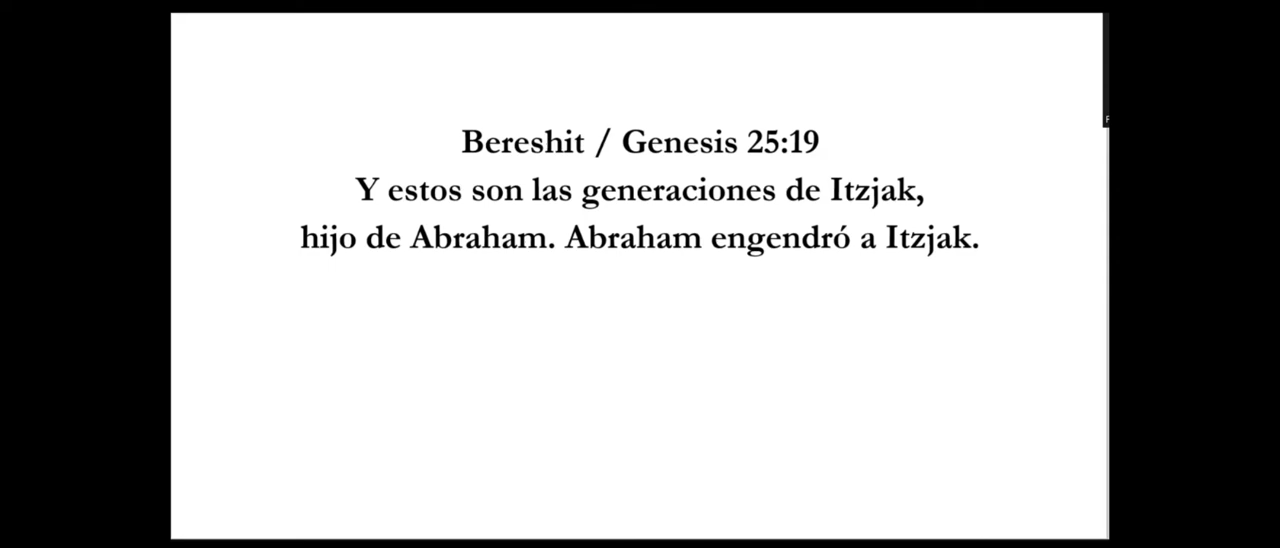 Bereshit / Genesis 25:19
Y estos son las generaciones de Itzjak,
hijo de Abraham. Abraham engendró a Itzjak.